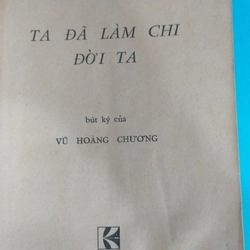 TA ĐÃ LÀM CHI
ĐỜI TA
bút ký của
VŨ HOÀNG CHƯƠNG